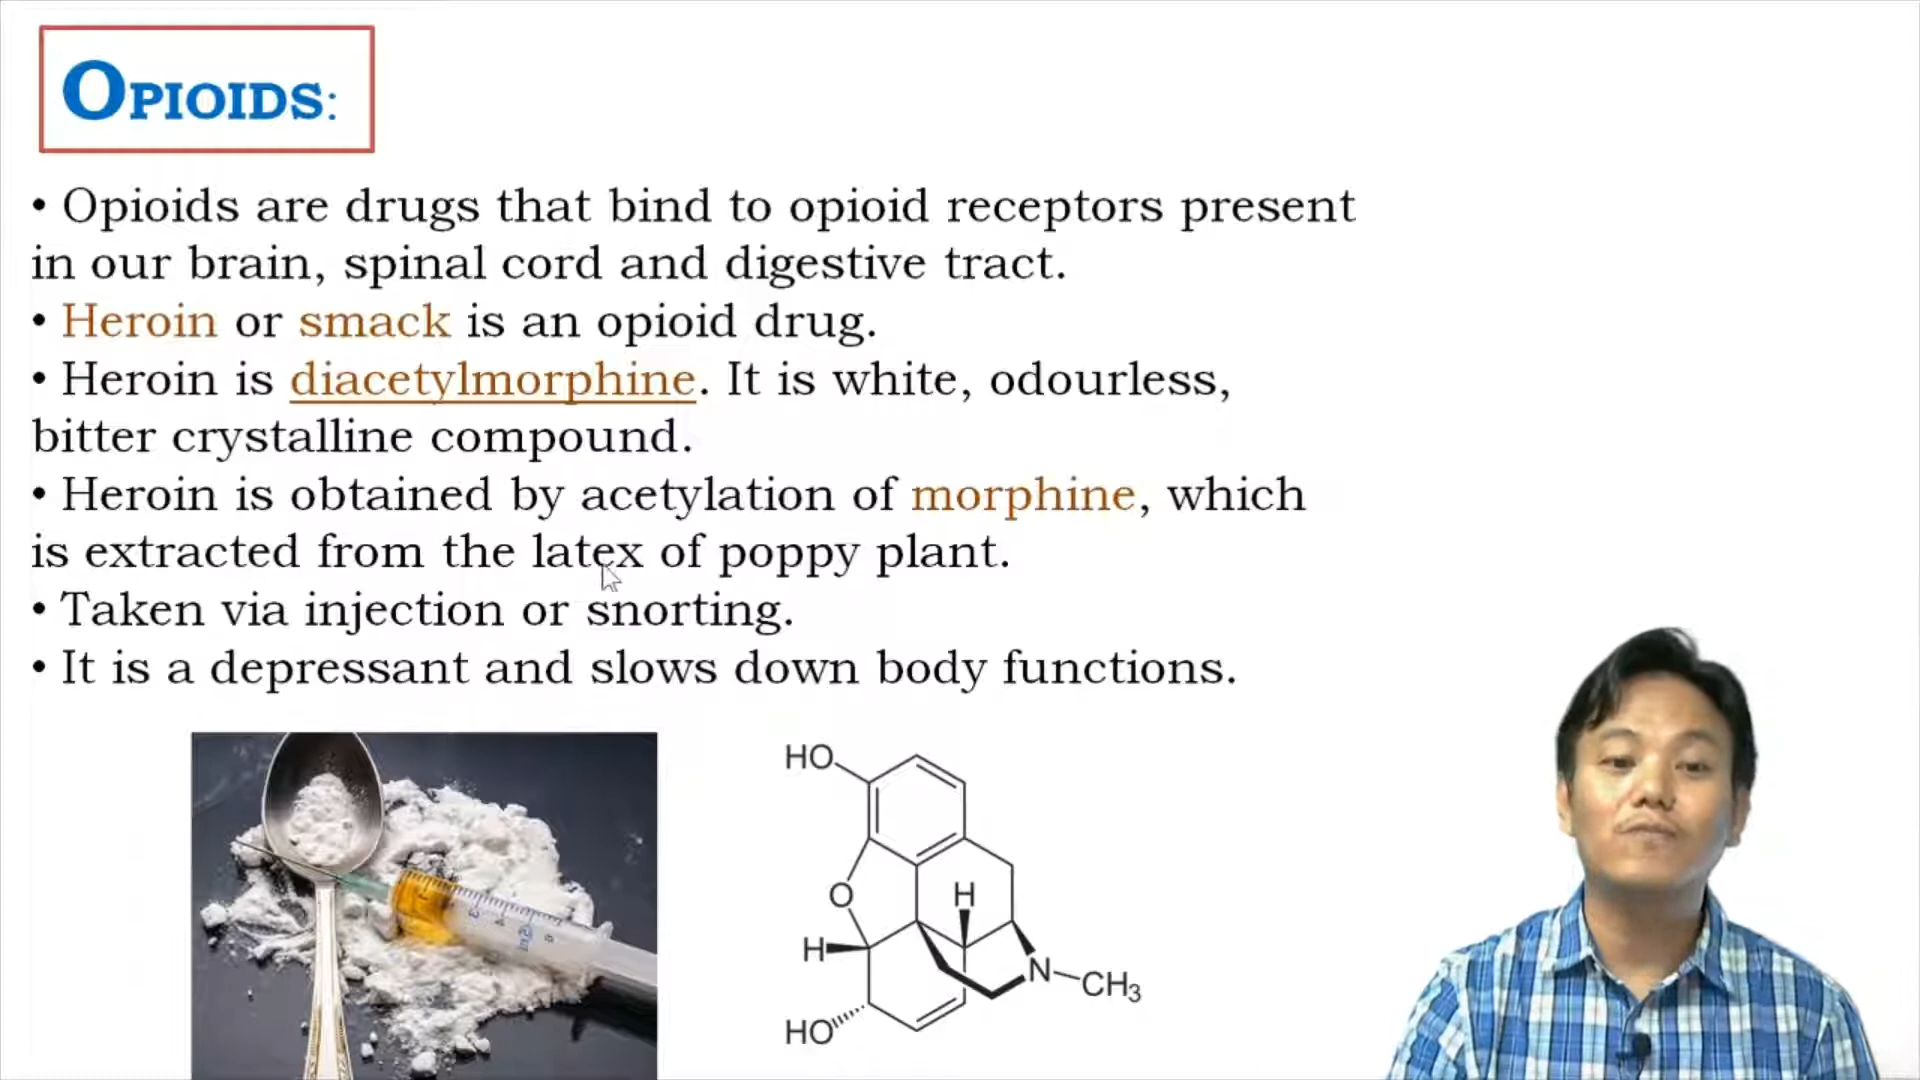 OPIOIDS:
• Opioids are drugs that bind to opioid receptors present
in our brain, spinal cord and digestive tract.
• Heroin or smack is an opioid drug.
• Heroin is diacetylmorphine. It is white, odourless,
bitter crystalline compound.
• Heroin is obtained by acetylation of morphine, which
is extracted from the latex of poppy plant.
• Taken via injection or snorting.
• It is a depressant and slows down body functions.
HO
O
H
H
N
CH3
HO